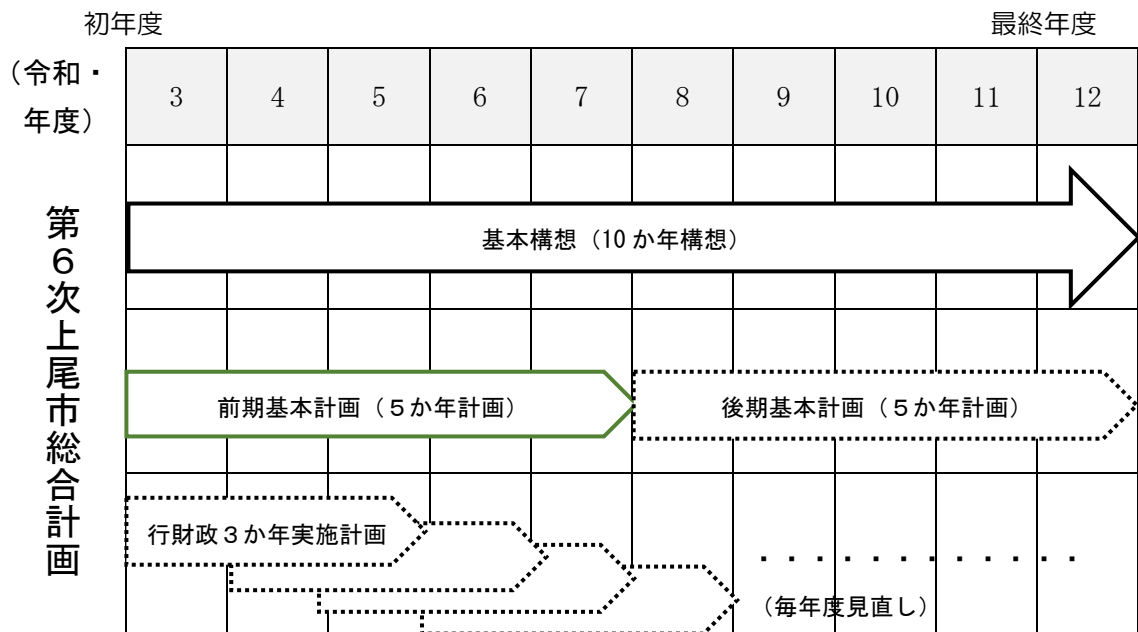 初年度
最終年度
（令和・
年度）
3 4 5 6 7 8 9 10 11 12
第６次上尾市総合計画
基本構想（10か年構想）
前期基本計画（５か年計画） 後期基本計画（５か年計画）
行財政３か年実施計画
・・・・・・・・・・・・
（毎年度見直し）